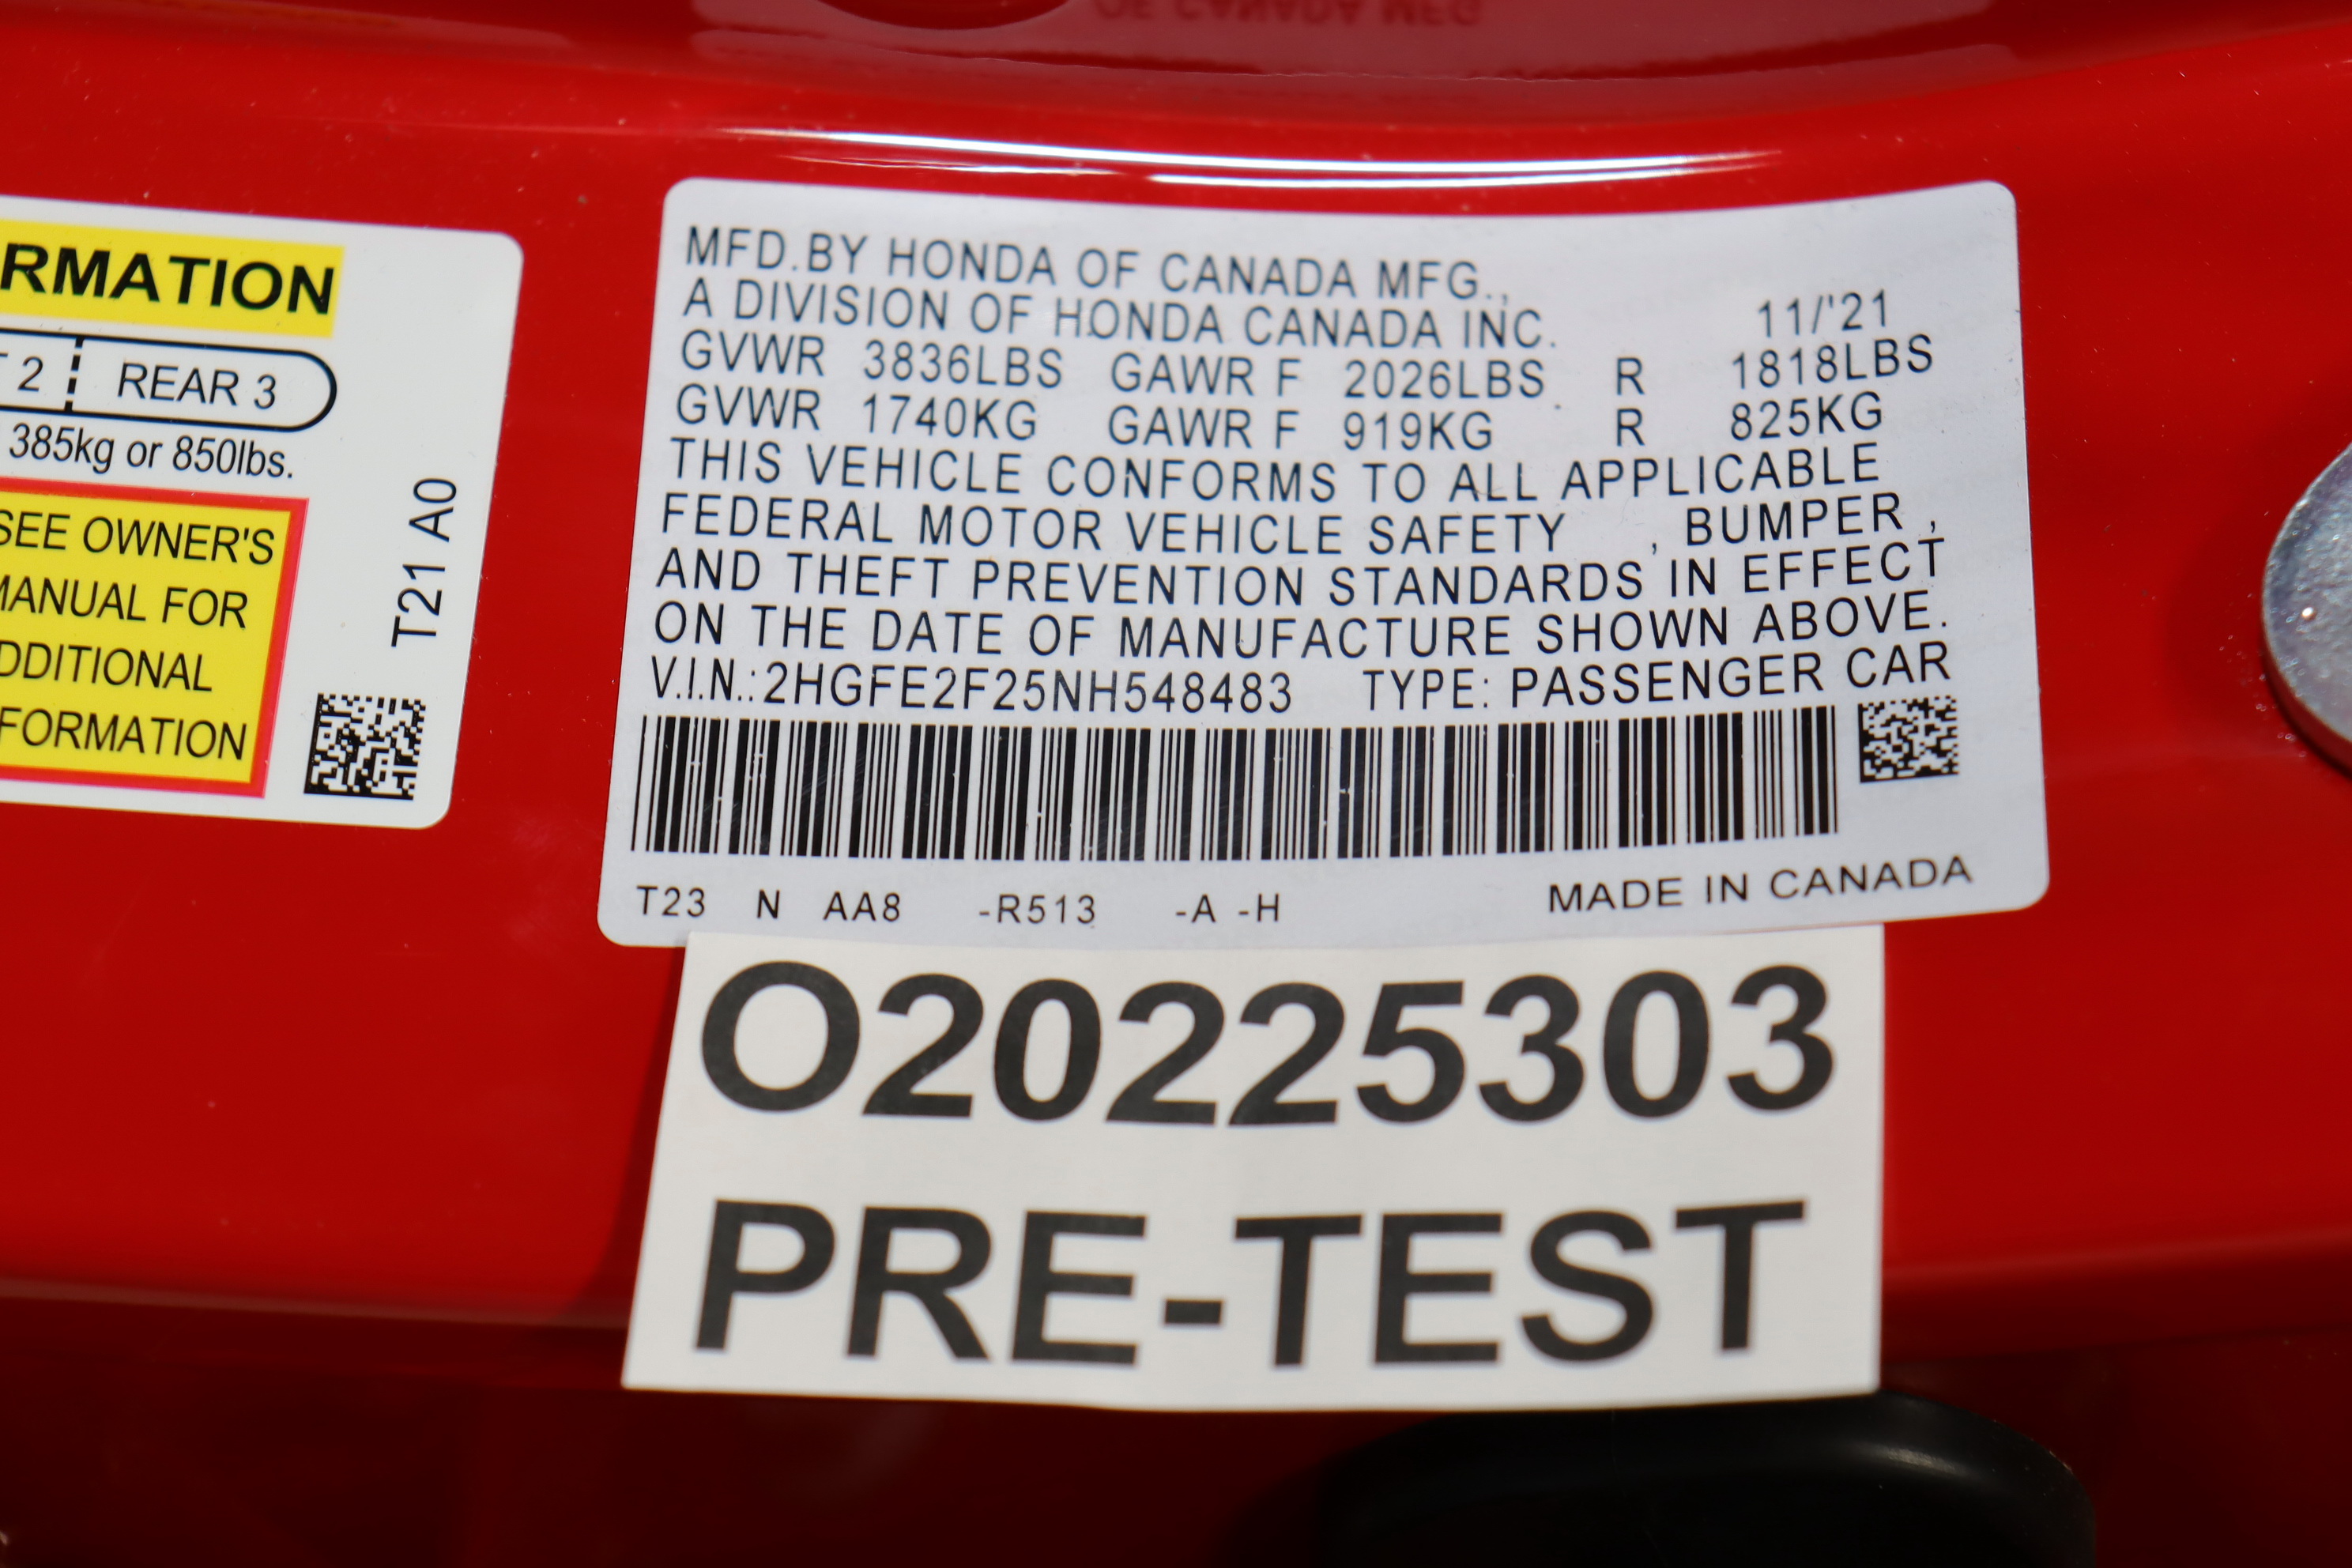 OF CANADA MFG
RMATION
T 2 REAR 3
385kg or 850lbs.
SEE OWNER'S
MANUAL FOR
DDITIONAL
FORMATION
T21 A0
MFD.BY HONDA OF CANADA MFG.,
A DIVISION OF HONDA CANADA INC. 11/'21
GVWR 3836LBS GAWR F 2026LBS R 1818LBS
GVWR 1740KG GAWR F 919KG R 825KG
THIS VEHICLE CONFORMS TO ALL APPLICABLE
FEDERAL MOTOR VEHICLE SAFETY , BUMPER ,
AND THEFT PREVENTION STANDARDS IN EFFECT
ON THE DATE OF MANUFACTURE SHOWN ABOVE.
V.I.N.:2HGFE2F25NH548483 TYPE: PASSENGER CAR
T23 N AA8 -R513 -A -H MADE IN CANADA
O20225303
PRE-TEST